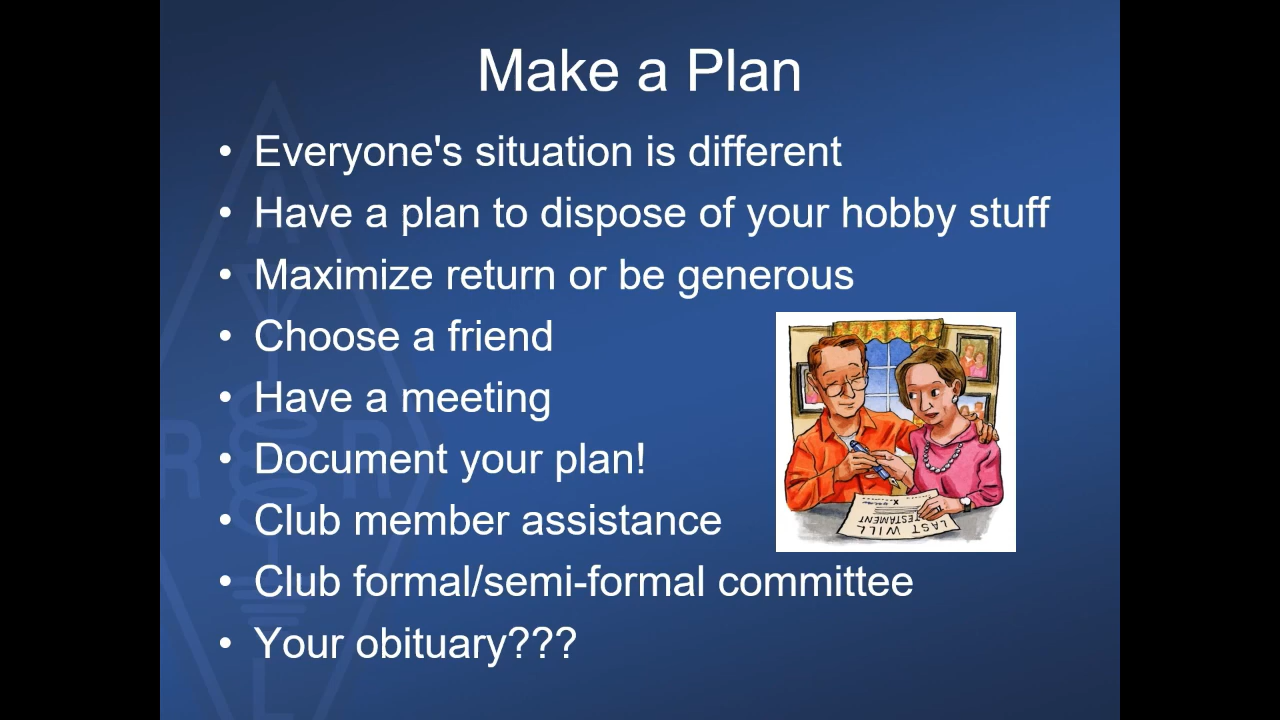 Make a Plan
• Everyone's situation is different
• Have a plan to dispose of your hobby stuff
• Maximize return or be generous
• Choose a friend
• Have a meeting
• Document your plan!
• Club member assistance
• Club formal/semi-formal committee
• Your obituary???
LAST WILL
TESTAMENT
A
R R
L